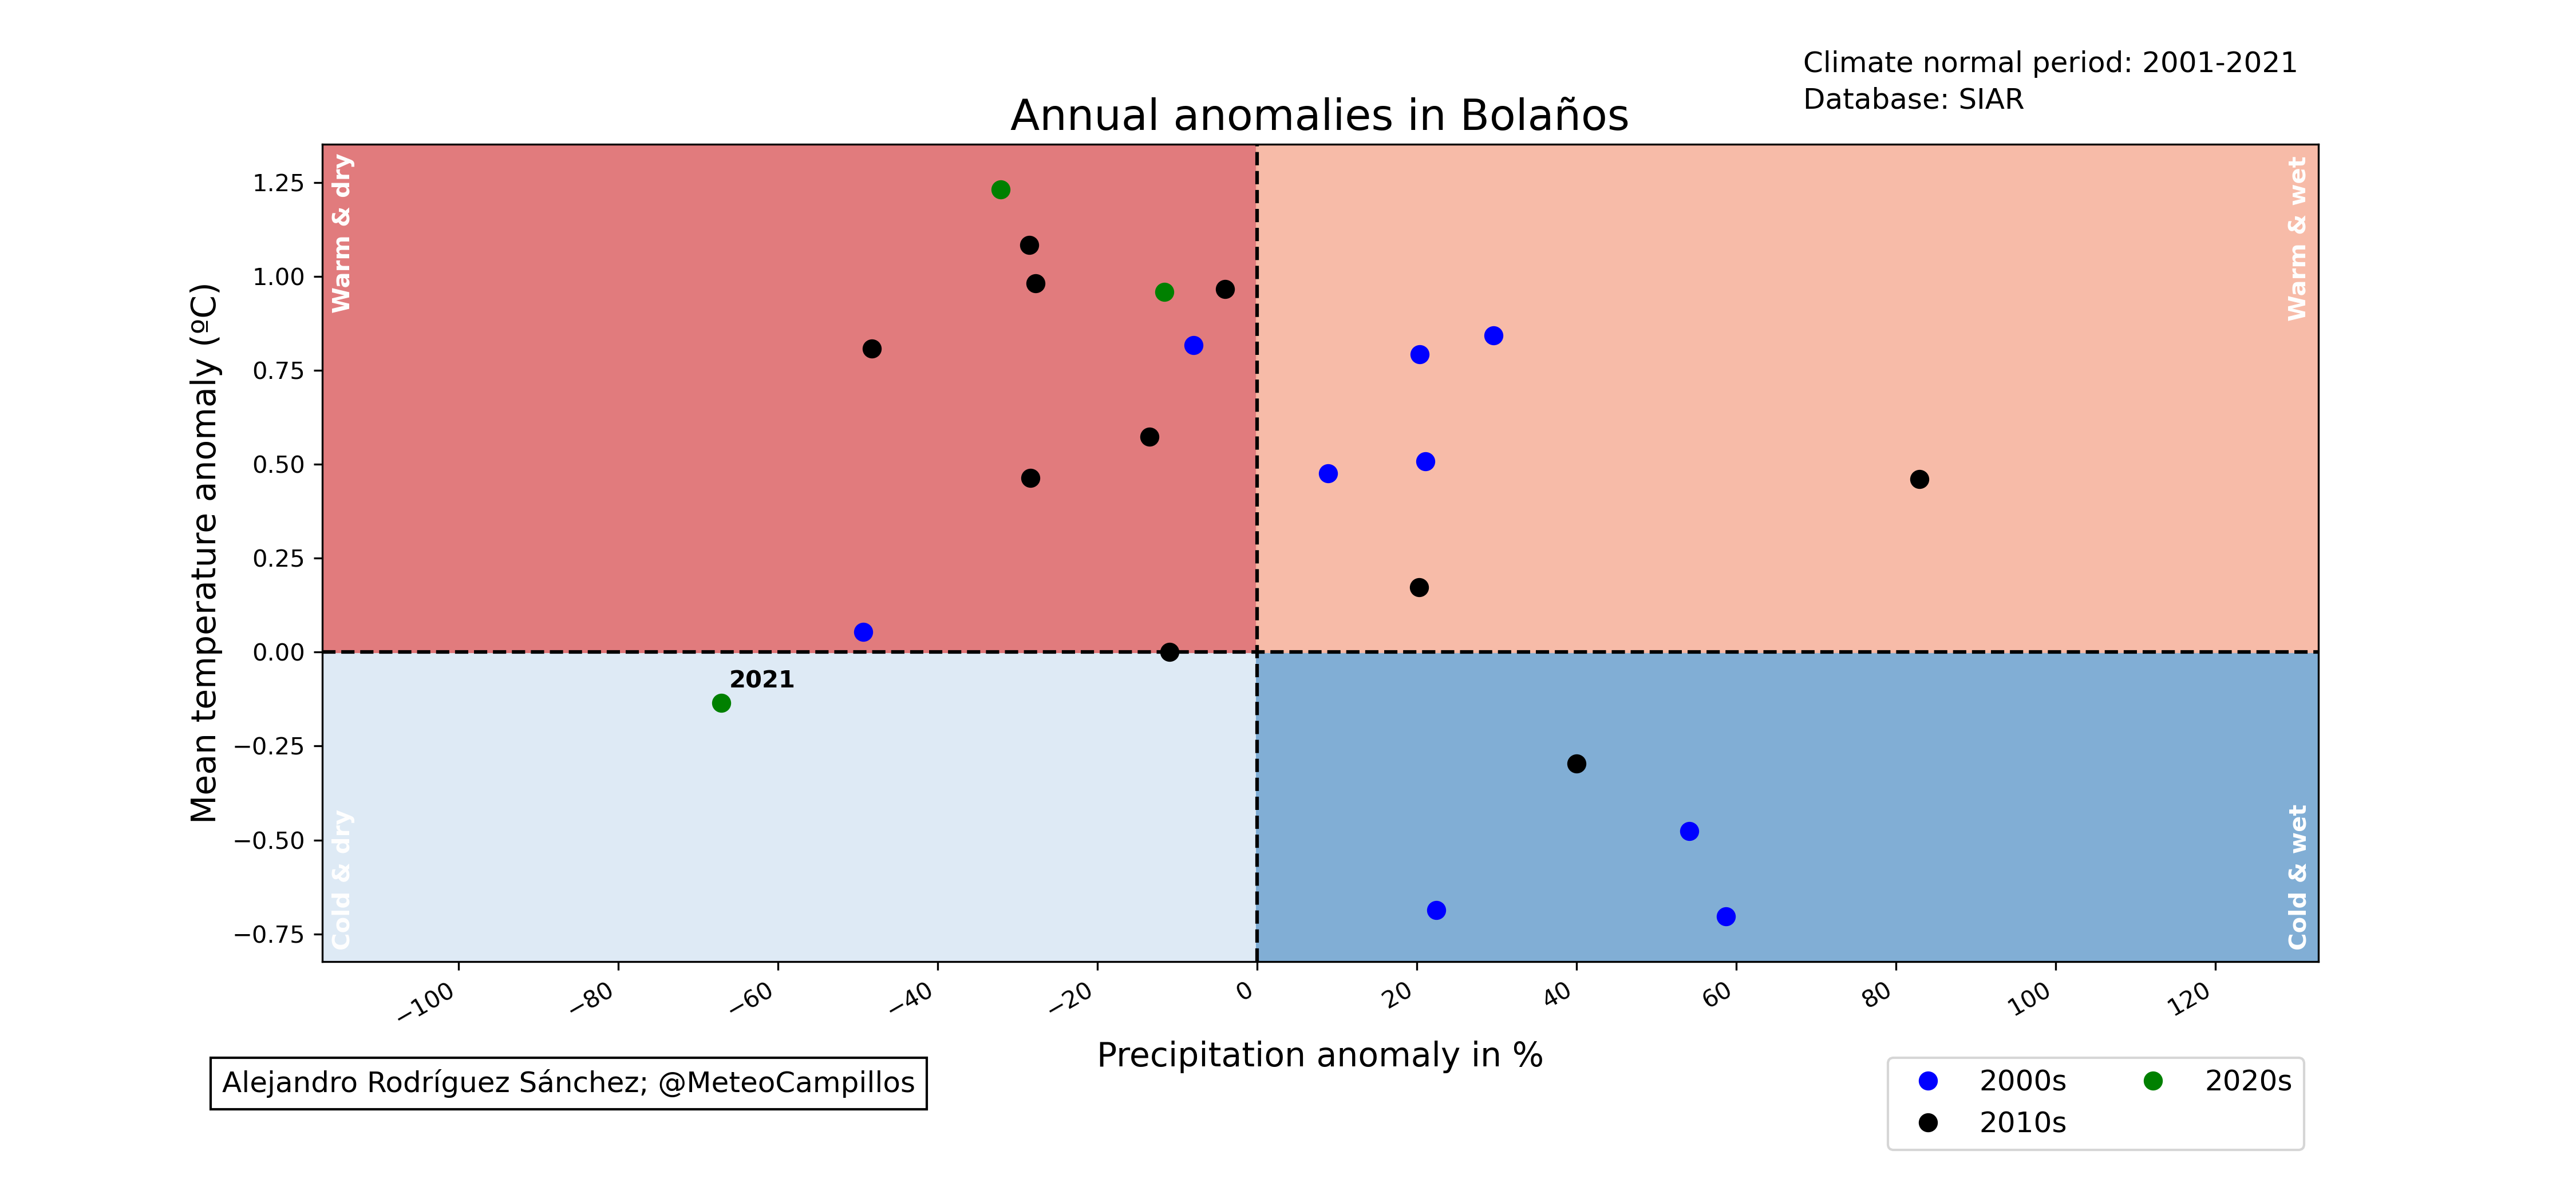 Climate normal period: 2001-2021
Database: SIAR
Annual anomalies in Bolaños
Warm & dry
Warm & wet
1.25
1.00
0.75
0.50
0.25
0.00
−0.25
−0.50
−0.75
Mean temperature anomaly (ºC)
2021
Cold & dry
Cold & wet
−100
−80
−60
−40
−20
0
20
40
60
80
100
120
Precipitation anomaly in %
Alejandro Rodríguez Sánchez; @MeteoCampillos
2000s
2010s
2020s